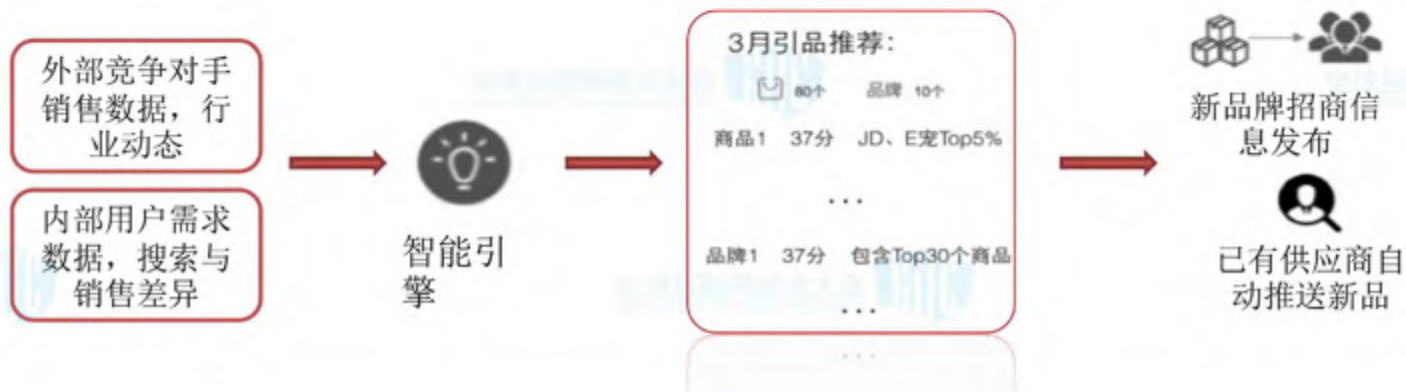 外部竞争对手
销售数据，行
业动态
内部用户需求
数据，搜索与
销售差异
智能引
擎
3月引品推荐：
80个 品牌 10个
商品1 37分 JD、E宠Top5%
...
品牌1 37分 包含Top30个商品
...
新品牌招商信
息发布
已有供应商自
动推送新品